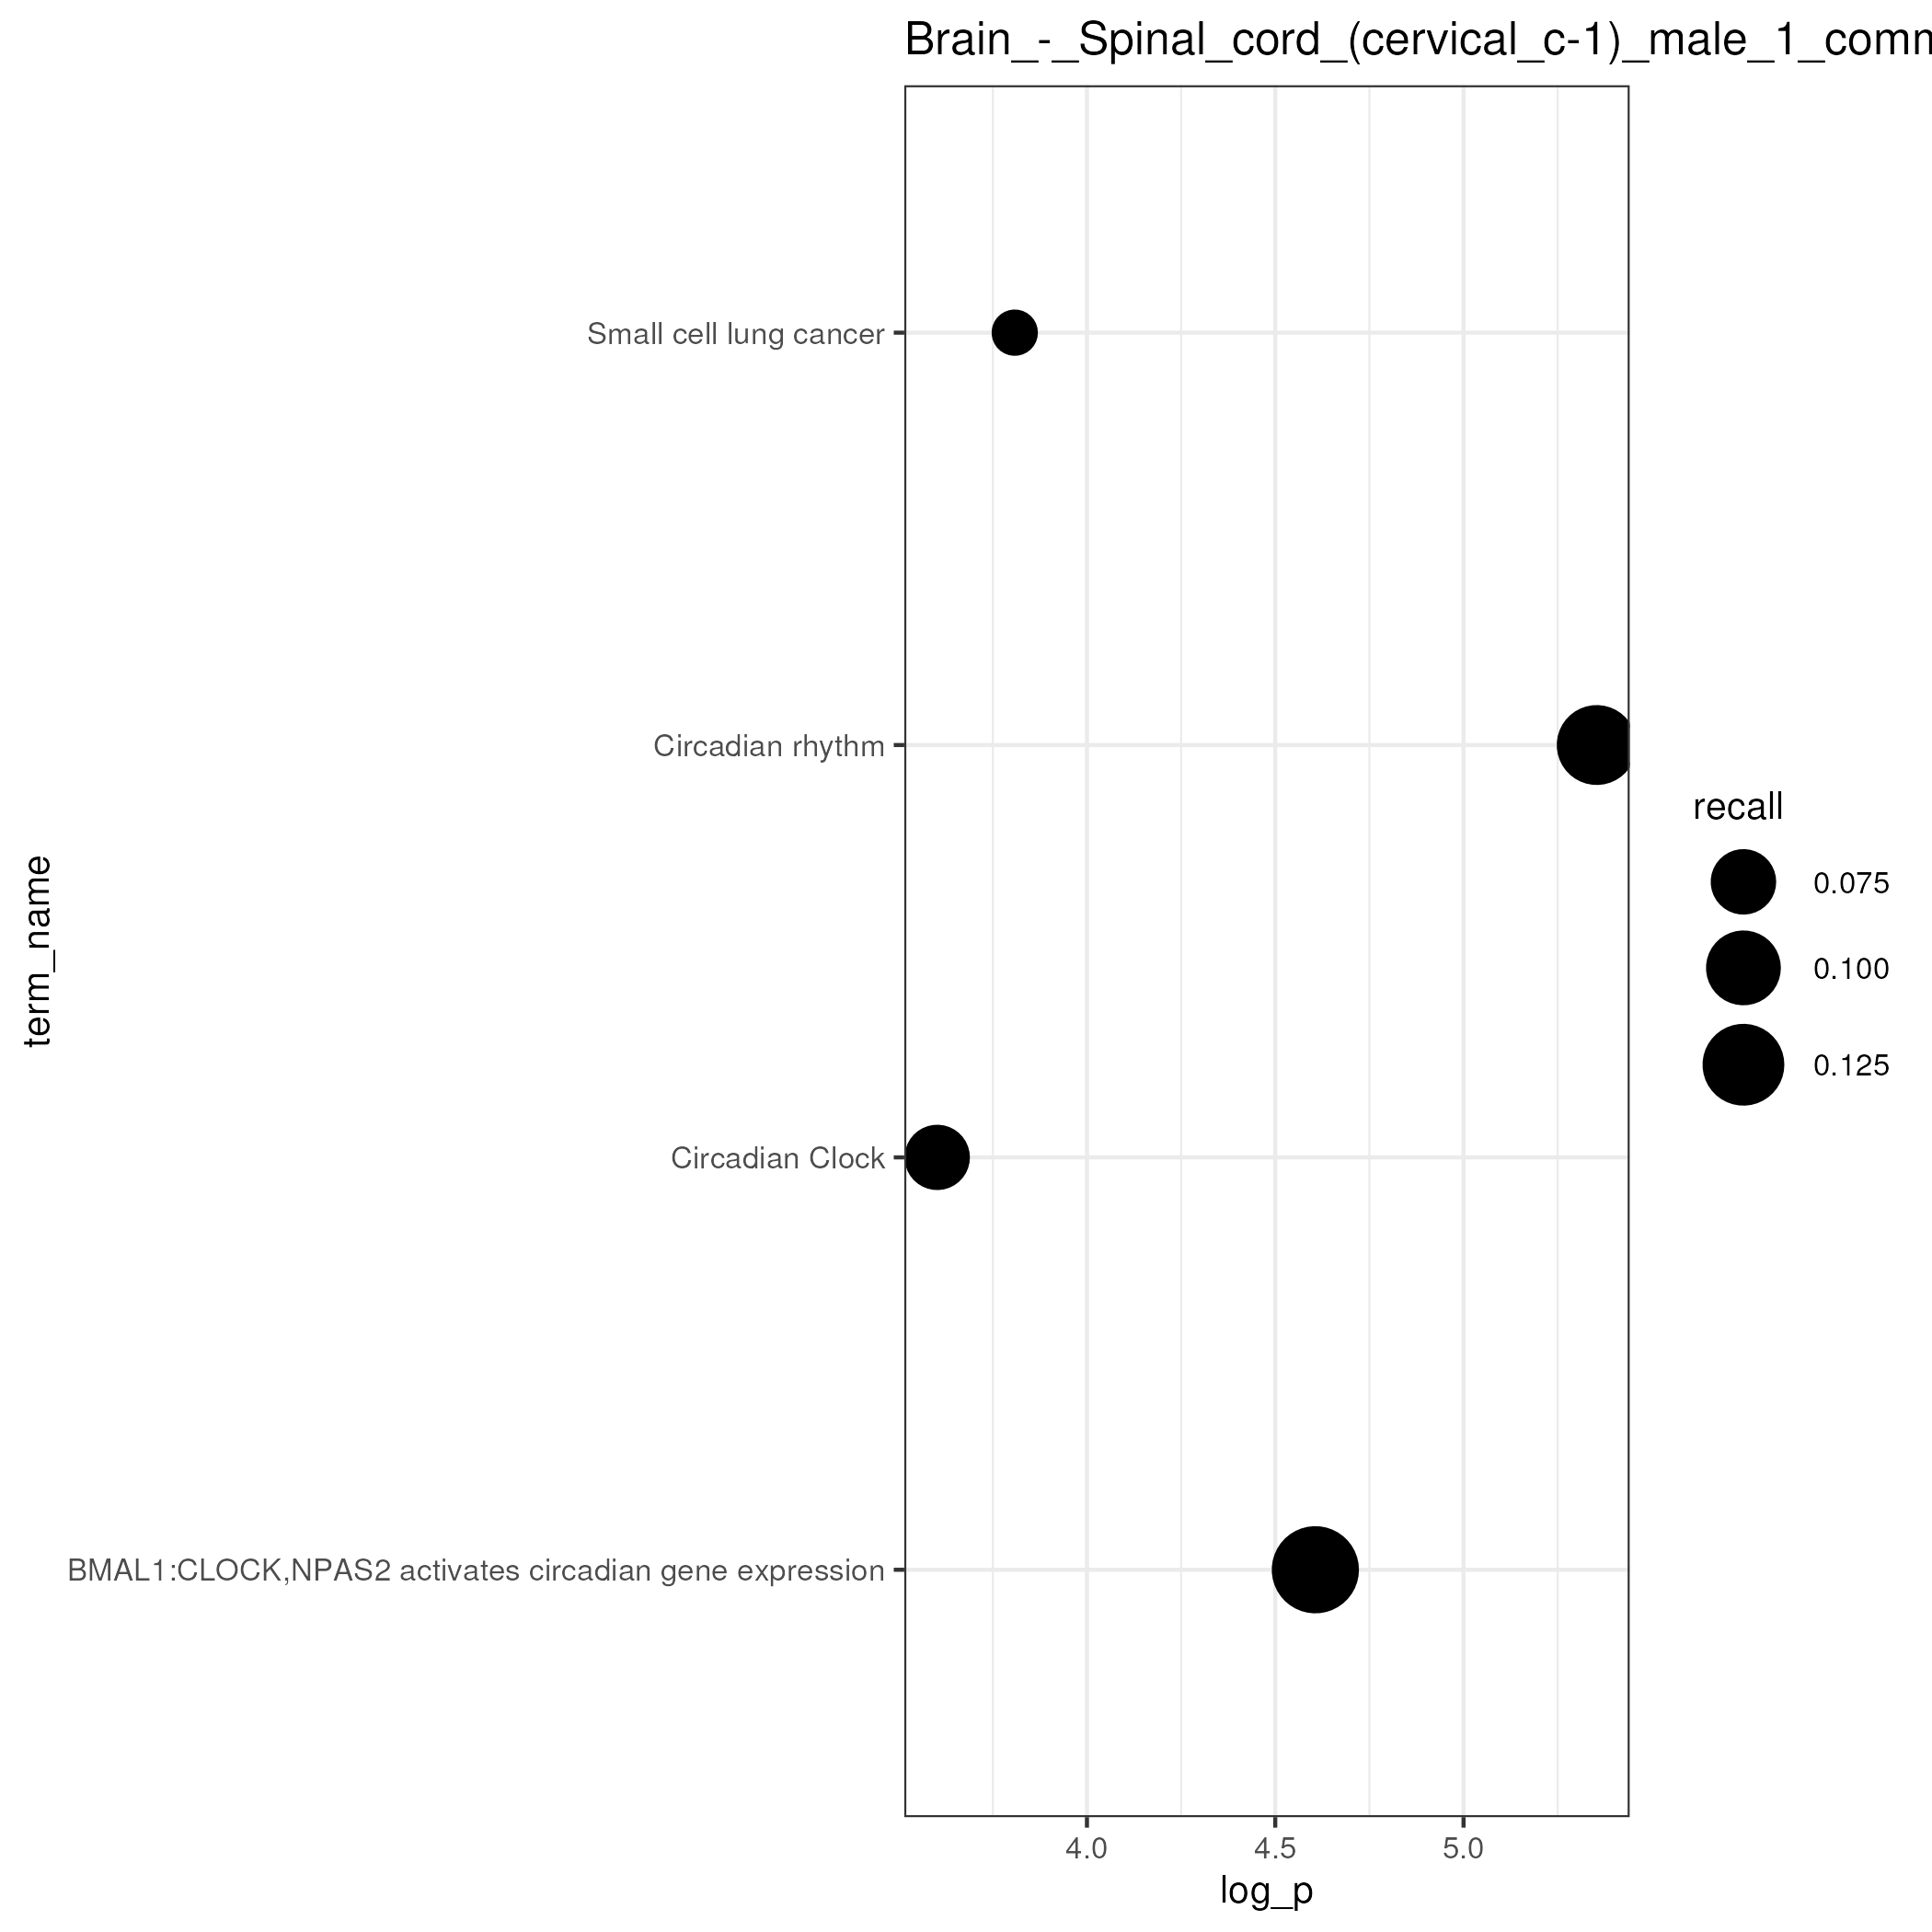 Brain_-_Spinal_cord_(cervical_c-1)_male_1_comn
Small cell lung cancer
Circadian rhythm
Circadian Clock
BMAL1:CLOCK,NPAS2 activates circadian gene expression
term_name
4.0
4.5
5.0
log_p
recall
0.075
0.100
0.125